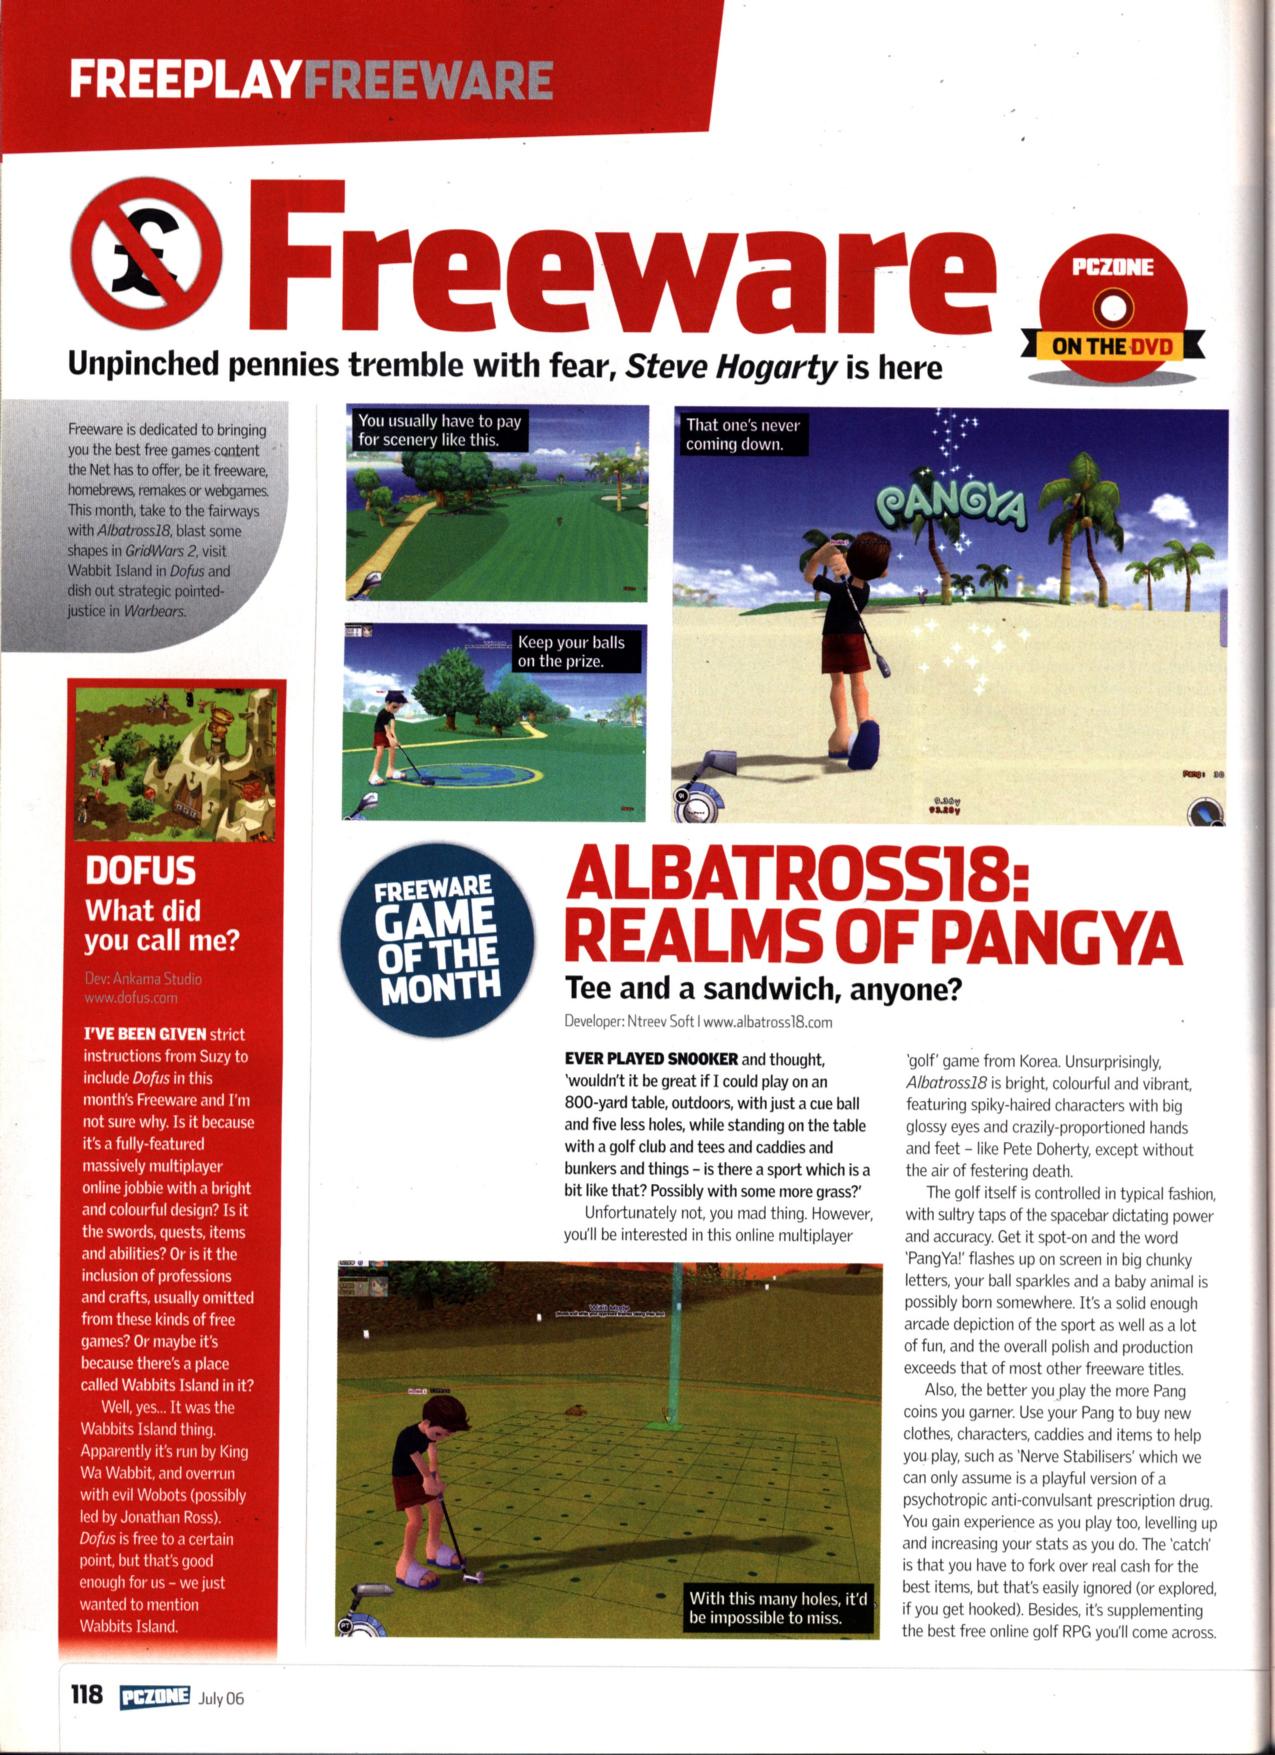 FREEPLAYFREEWARE
£
Freeware
PCZONE
ON THE DVD
Unpinched pennies tremble with fear, Steve Hogarty is here
Freeware is dedicated to bringing
you the best free games content
the Net has to offer, be it freeware,
homebrews, remakes or webgames.
This month, take to the fairways
with Albatross18, blast some
shapes in GridWars 2, visit
Wabbit Island in Dofus and
dish out strategic pointed-
justice in Warbears.
You usually have to pay
for scenery like this.
Keep your balls
on the prize.
That one's never
coming down.
PANGYA
Pang: 30
9.36y
93.28y
DOFUS
What did
you call me?
Dev: Ankama Studio
www.dofus.com
I'VE BEEN GIVEN strict
instructions from Suzy to
include Dofus in this
month's Freeware and I'm
not sure why. Is it because
it's a fully-featured
massively multiplayer
online jobbie with a bright
and colourful design? Is it
the swords, quests, items
and abilities? Or is it the
inclusion of professions
and crafts, usually omitted
from these kinds of free
games? Or maybe it's
because there's a place
called Wabbits Island in it?
Well, yes... It was the
Wabbits Island thing.
Apparently it's run by King
Wa Wabbit, and overrun
with evil Wobots (possibly
led by Jonathan Ross).
Dofus is free to a certain
point, but that's good
enough for us – we just
wanted to mention
Wabbits Island.
FREEWARE
GAME
OF THE
MONTH
ALBATROSS18:
REALMS OF PANGYA
Tee and a sandwich, anyone?
Developer: Ntreev Soft | www.albatross18.com
EVER PLAYED SNOOKER and thought,
'wouldn't it be great if I could play on an
800-yard table, outdoors, with just a cue ball
and five less holes, while standing on the table
with a golf club and tees and caddies and
bunkers and things – is there a sport which is a
bit like that? Possibly with some more grass?'
Unfortunately not, you mad thing. However,
you'll be interested in this online multiplayer
'golf' game from Korea. Unsurprisingly,
Albatross18 is bright, colourful and vibrant,
featuring spiky-haired characters with big
glossy eyes and crazily-proportioned hands
and feet – like Pete Doherty, except without
the air of festering death.
The golf itself is controlled in typical fashion,
with sultry taps of the spacebar dictating power
and accuracy. Get it spot-on and the word
'PangYa!' flashes up on screen in big chunky
letters, your ball sparkles and a baby animal is
possibly born somewhere. It's a solid enough
arcade depiction of the sport as well as a lot
of fun, and the overall polish and production
exceeds that of most other freeware titles.
Also, the better you play the more Pang
coins you garner. Use your Pang to buy new
clothes, characters, caddies and items to help
you play, such as 'Nerve Stabilisers' which we
can only assume is a playful version of a
psychotropic anti-convulsant prescription drug.
You gain experience as you play too, levelling up
and increasing your stats as you do. The 'catch'
is that you have to fork over real cash for the
best items, but that's easily ignored (or explored,
if you get hooked). Besides, it's supplementing
the best free online golf RPG you'll come across.
Wait Mode
PT
With this many holes, it'd
be impossible to miss.
118 PCZONE July 06